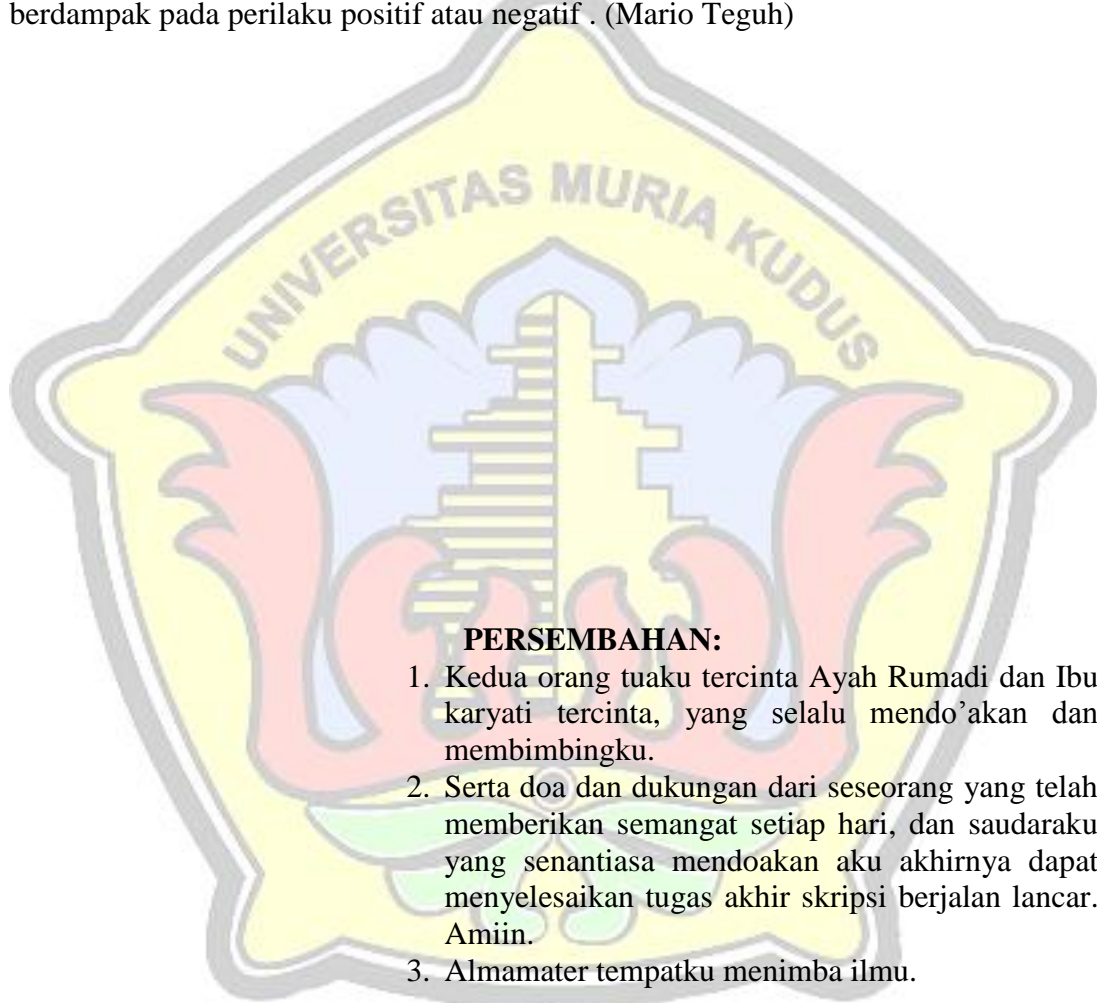 berdampak pada perilaku positif atau negatif . (Mario Teguh)
UNIVERSITAS MURIA KUDUS
PERSEMBAHAN:
1. Kedua orang tuaku tercinta Ayah Rumadi dan Ibu
karyati tercinta, yang selalu mendo’akan dan
membimbingku.
2. Serta doa dan dukungan dari seseorang yang telah
memberikan semangat setiap hari, dan saudaraku
yang senantiasa mendoakan aku akhirnya dapat
menyelesaikan tugas akhir skripsi berjalan lancar.
Amiin.
3. Almamater tempatku menimba ilmu.